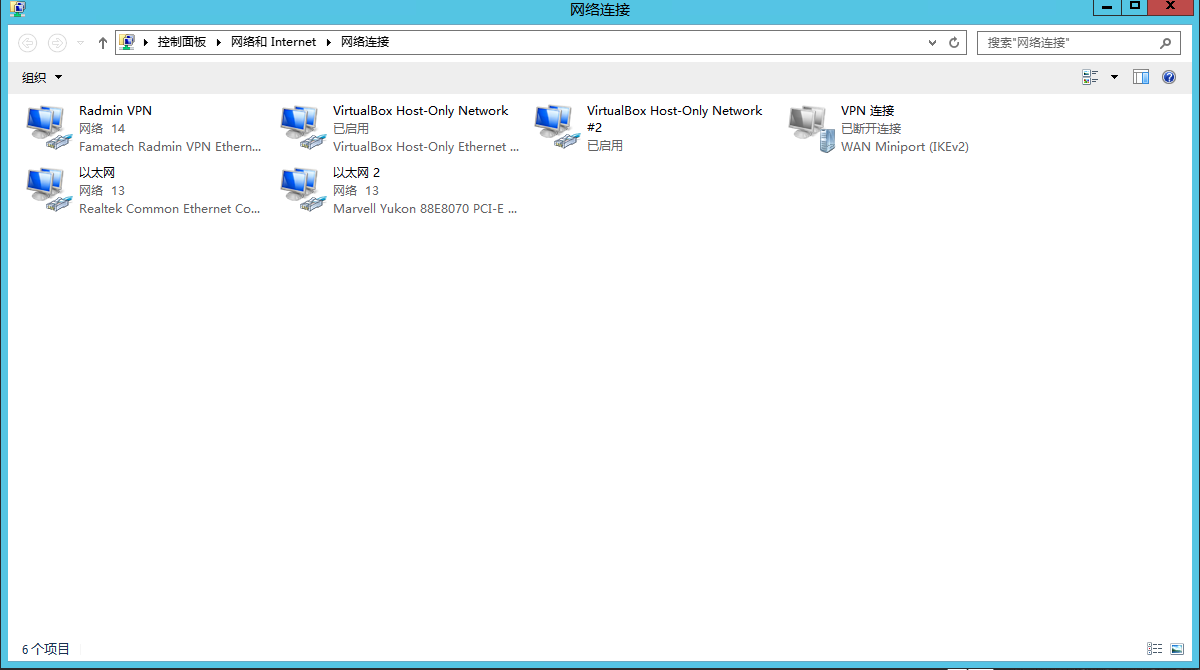 网络连接
控制面板 网络和 Internet 网络连接
搜索"网络连接"
组织
Radmin VPN
网络 14
Famatech Radmin VPN Ethern...
VirtualBox Host-Only Network
已启用
VirtualBox Host-Only Ethernet ...
VirtualBox Host-Only Network
#2
已启用
VPN 连接
已断开连接
WAN Miniport (IKEv2)
以太网
网络 13
Realtek Common Ethernet Co...
以太网 2
网络 13
Marvell Yukon 88E8070 PCI-E ...
6 个项目